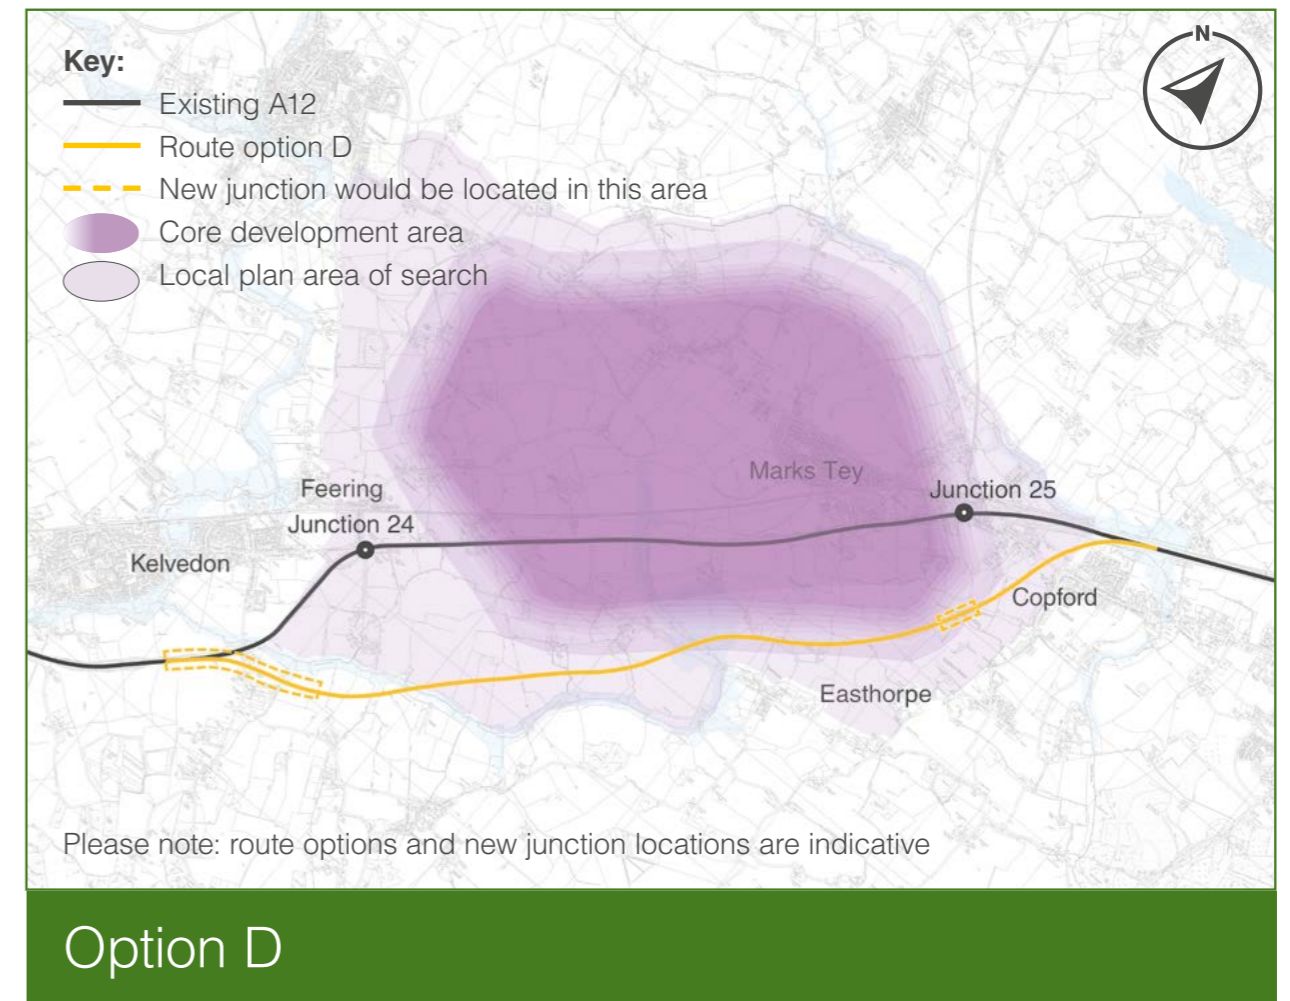 N
Key:
Existing A12
Route option D
New junction would be located in this area
Core development area
Local plan area of search
Marks Tey
Feering
Junction 25
Junction 24
Kelvedon
Copford
Easthorpe
Please note: route options and new junction locations are indicative
Option D